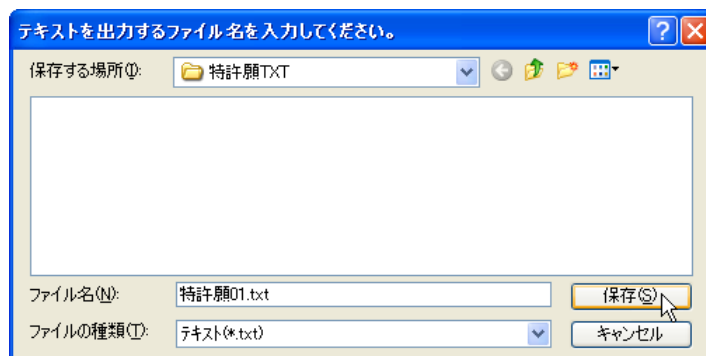 テキストを出力するファイル名を入力してください。
保存する場所(I):
特許願TXT
ファイル名(N):
特許願01.txt
保存(S)
ファイルの種類(T):
テキスト(*.txt)
キャンセル